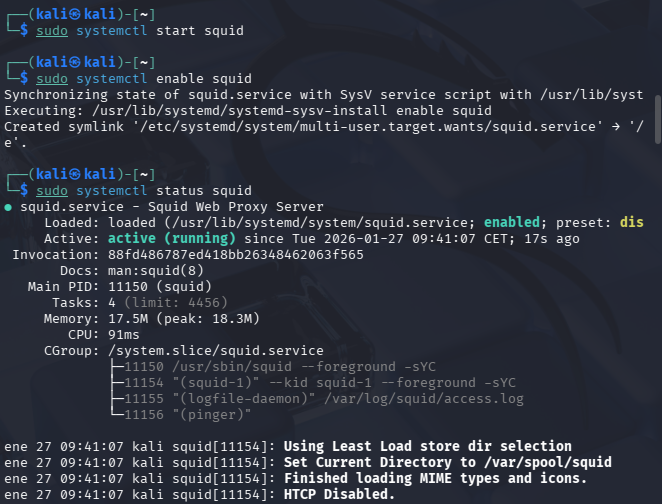 ┌──(kali㉿kali)-[~]
└─$ sudo systemctl start squid
┌──(kali㉿kali)-[~]
└─$ sudo systemctl enable squid
Synchronizing state of squid.service with SysV service script with /usr/lib/syst
Executing: /usr/lib/systemd/systemd-sysv-install enable squid
Created symlink '/etc/systemd/system/multi-user.target.wants/squid.service' → '/
e'.
┌──(kali㉿kali)-[~]
└─$ sudo systemctl status squid
● squid.service - Squid Web Proxy Server
Loaded: loaded (/usr/lib/systemd/system/squid.service; enabled; preset: dis
Active: active (running) since Tue 2026-01-27 09:41:07 CET; 17s ago
Invocation: 88fd486787ed418bb26348462063f565
Docs: man:squid(8)
Main PID: 11150 (squid)
Tasks: 4 (limit: 4456)
Memory: 17.5M (peak: 18.3M)
CPU: 91ms
CGroup: /system.slice/squid.service
├─11150 /usr/sbin/squid --foreground -sYC
├─11154 "(squid-1)" --kid squid-1 --foreground -sYC
├─11155 "(logfile-daemon)" /var/log/squid/access.log
└─11156 "(pinger)"
ene 27 09:41:07 kali squid[11154]: Using Least Load store dir selection
ene 27 09:41:07 kali squid[11154]: Set Current Directory to /var/spool/squid
ene 27 09:41:07 kali squid[11154]: Finished loading MIME types and icons.
ene 27 09:41:07 kali squid[11154]: HTCP Disabled.